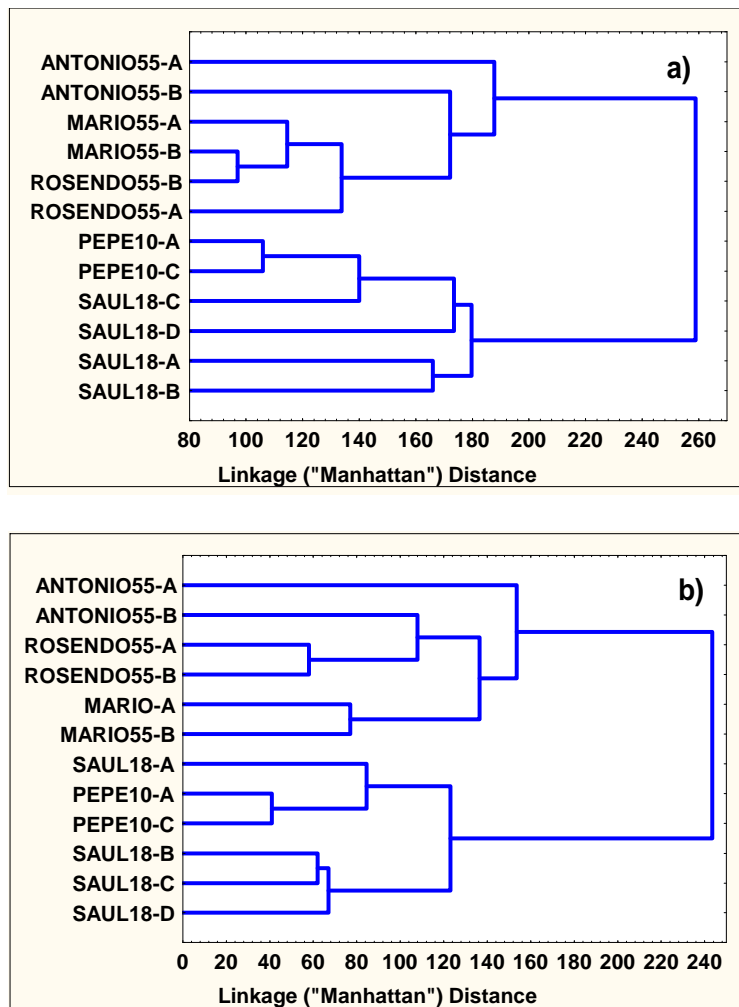 a)
ANTONIO55-A
ANTONIO55-B
MARIO55-A
MARIO55-B
ROSENDO55-B
ROSENDO55-A
PEPE10-A
PEPE10-C
SAUL18-C
SAUL18-D
SAUL18-A
SAUL18-B
80 100 120 140 160 180 200 220 240 260
Linkage ("Manhattan") Distance
b)
ANTONIO55-A
ANTONIO55-B
ROSENDO55-A
ROSENDO55-B
MARIO-A
MARIO55-B
SAUL18-A
PEPE10-A
PEPE10-C
SAUL18-B
SAUL18-C
SAUL18-D
0 20 40 60 80 100 120 140 160 180 200 220 240
Linkage ("Manhattan") Distance